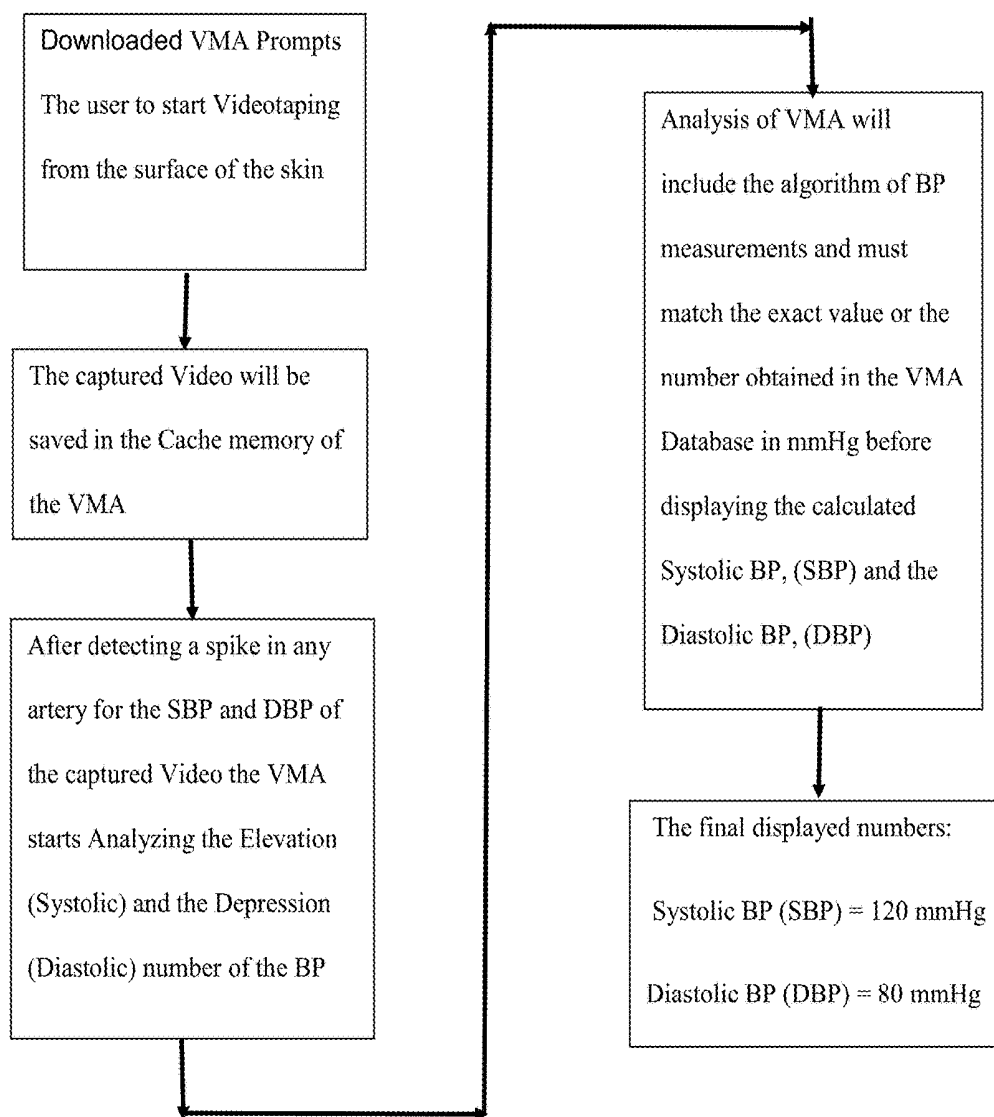 Downloaded VMA Prompts
The user to start Videotaping
from the surface of the skin
The captured Video will be
saved in the Cache memory of
the VMA
After detecting a spike in any
artery for the SBP and DBP of
the captured Video the VMA
starts Analyzing the Elevation
(Systolic) and the Depression
(Diastolic) number of the BP
Analysis of VMA will
include the algorithm of BP
measurements and must
match the exact value or the
number obtained in the VMA
Database in mmHg before
displaying the calculated
Systolic BP, (SBP) and the
Diastolic BP, (DBP)
The final displayed numbers:
Systolic BP (SBP) = 120 mmHg
Diastolic BP (DBP) = 80 mmHg